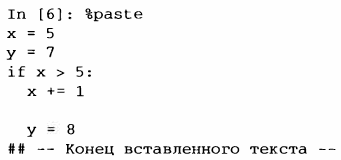 In [6]: %paste
x = 5
y = 7
if x > 5:
  x += 1

  y = 8
## -- Конец вставленного текста --